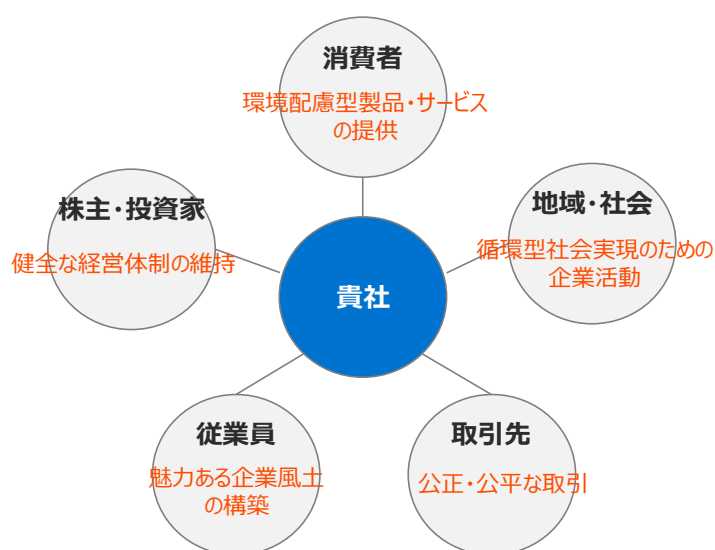 消費者
環境配慮型製品・サービス
の提供
株主・投資家
健全な経営体制の維持
地域・社会
循環型社会実現のための
企業活動
貴社
従業員
魅力ある企業風土
の構築
取引先
公正・公平な取引